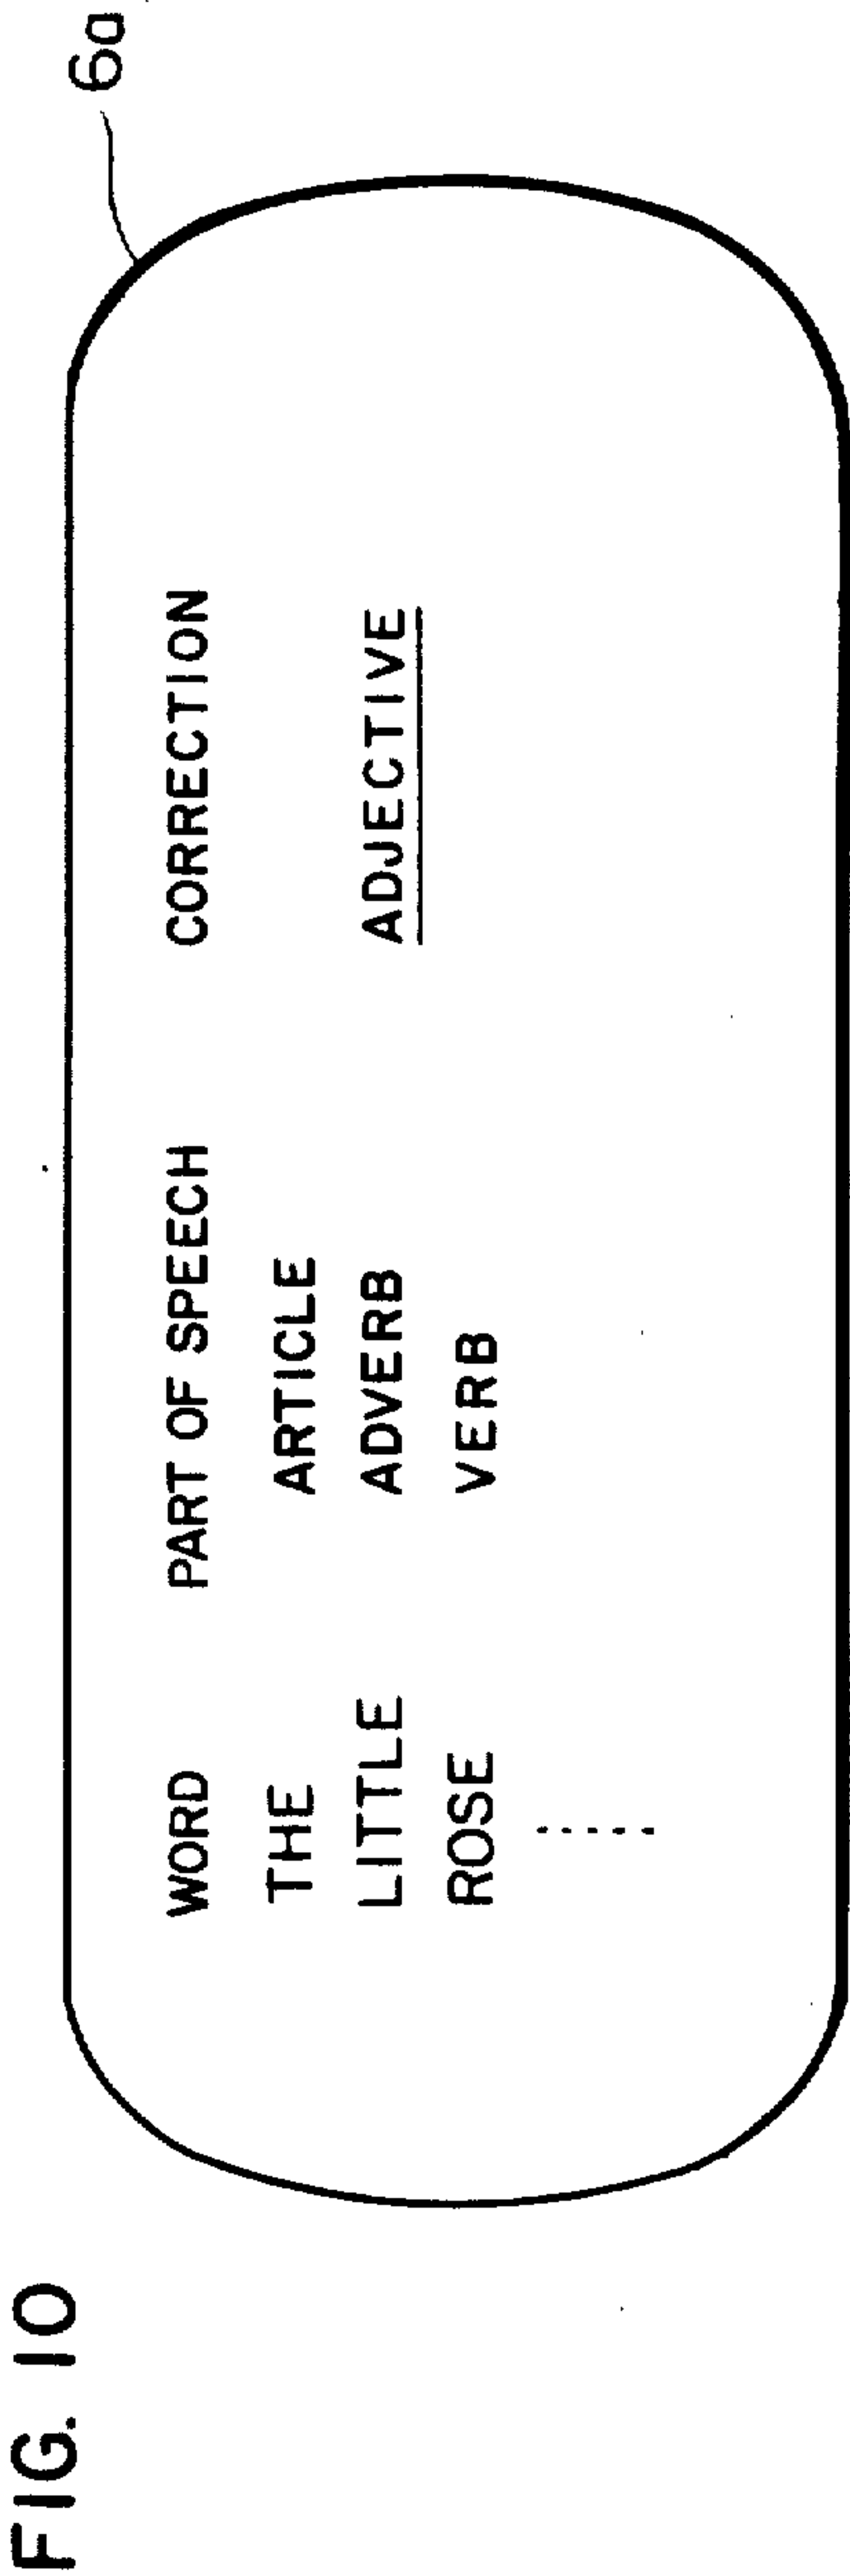 FIG. 10
6a
WORD PART OF SPEECH CORRECTION
THE ARTICLE
LITTLE ADVERB ADJECTIVE
ROSE VERB